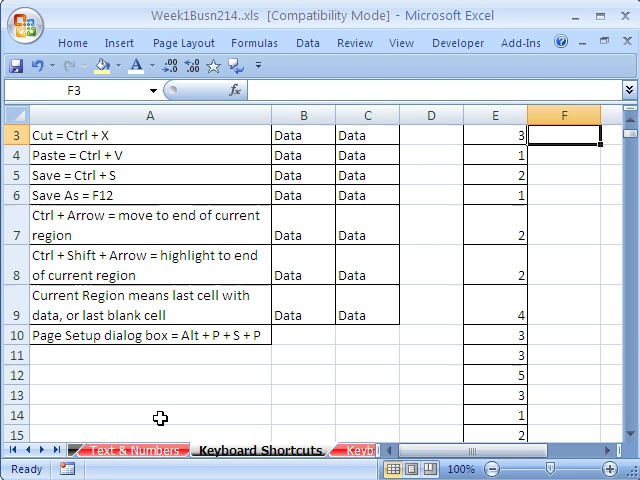 Week1Busn214..xls [Compatibility Mode] - Microsoft Excel
Home Insert Page Layout Formulas Data Review View Developer Add-Ins
F3 fx
A B C D E F
3 Cut = Ctrl + X Data Data 3
4 Paste = Ctrl + V Data Data 1
5 Save = Ctrl + S Data Data 2
6 Save As = F12 Data Data 1
Ctrl + Arrow = move to end of current
7 region Data Data 2
Ctrl + Shift + Arrow = highlight to end
8 of current region Data Data 2
Current Region means last cell with
9 data, or last blank cell Data Data 4
10 Page Setup dialog box = Alt + P + S + P 3
11 3
12 5
13 3
14 1
15 2
Text & Numbers Keyboard Shortcuts Keyb
Ready 100%